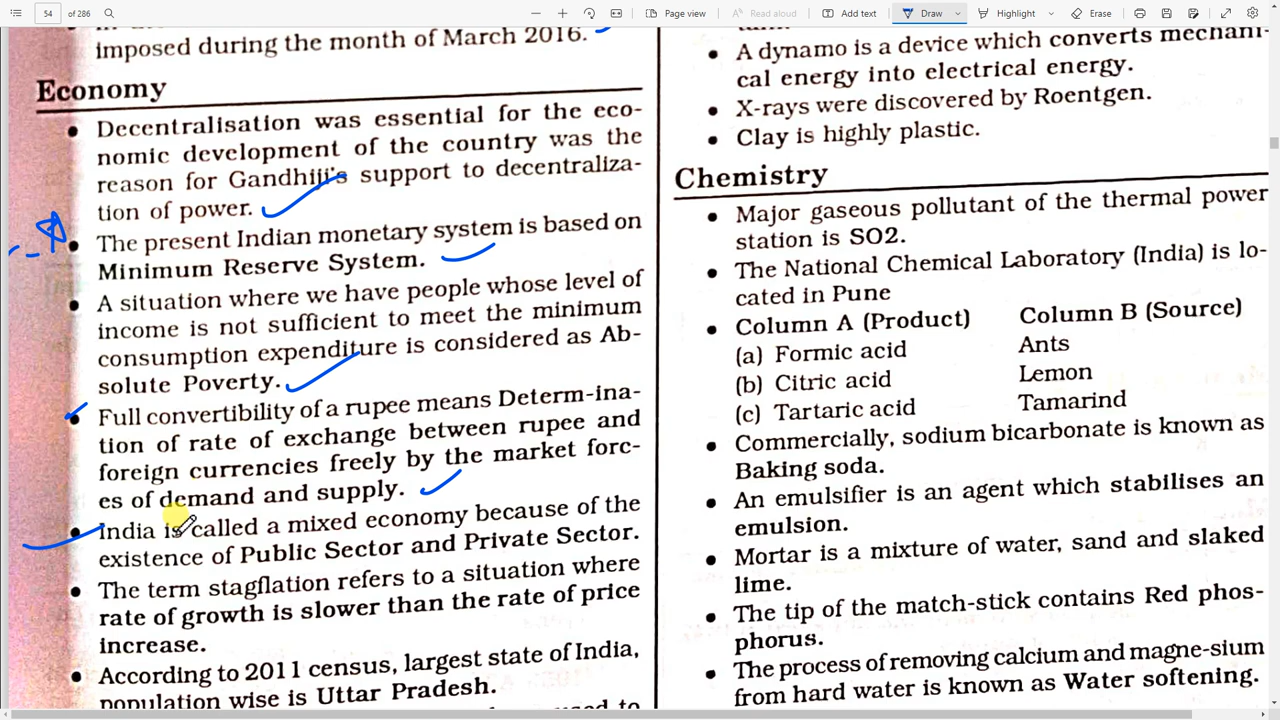 54 of 286
Page view
Read aloud
Add text
Draw
Highlight
Erase
imposed during the month of March 2016.
Economy
• Decentralisation was essential for the eco-
nomic development of the country was the
reason for Gandhiji's support to decentraliza-
tion of power.
• The present Indian monetary system is based on
Minimum Reserve System.
• A situation where we have people whose level of
income is not sufficient to meet the minimum
consumption expenditure is considered as Ab-
solute Poverty.
• Full convertibility of a rupee means Determ-ina-
tion of rate of exchange between rupee and
foreign currencies freely by the market forc-
es of demand and supply.
• India is called a mixed economy because of the
existence of Public Sector and Private Sector.
• The term stagflation refers to a situation where
rate of growth is slower than the rate of price
increase.
• According to 2011 census, largest state of India,
population wise is Uttar Pradesh.
• A dynamo is a device which converts mechani-
cal energy into electrical energy.
• X-rays were discovered by Roentgen.
• Clay is highly plastic.
Chemistry
• Major gaseous pollutant of the thermal power
station is SO2.
• The National Chemical Laboratory (India) is lo-
cated in Pune
• Column A (Product) Column B (Source)
(a) Formic acid Ants
(b) Citric acid Lemon
(c) Tartaric acid Tamarind
• Commercially, sodium bicarbonate is known as
Baking soda.
• An emulsifier is an agent which stabilises an
emulsion.
• Mortar is a mixture of water, sand and slaked
lime.
• The tip of the match-stick contains Red phos-
phorus.
• The process of removing calcium and magne-sium
from hard water is known as Water softening.